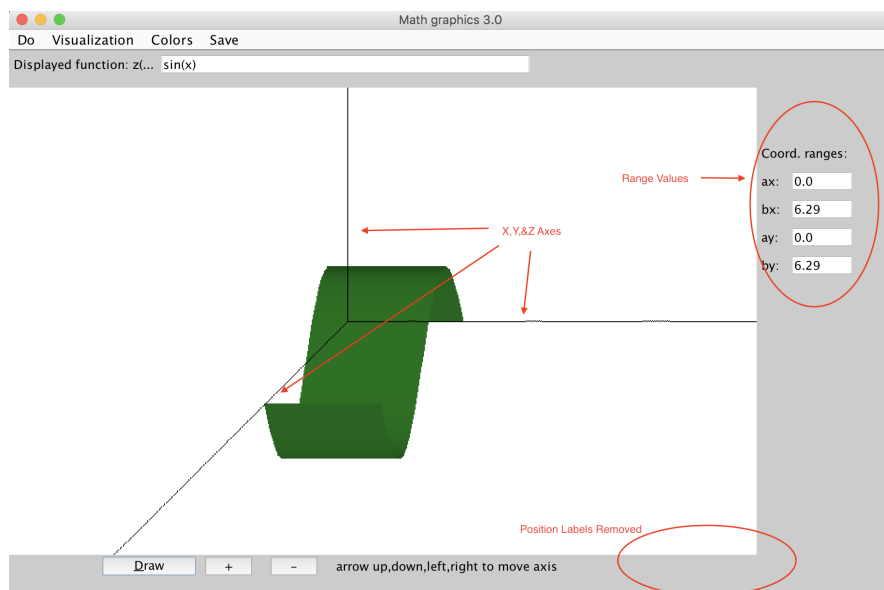 Math graphics 3.0
Do Visualization Colors Save
Displayed function: z(... sin(x)
Coord. ranges:
Range Values
ax: 0.0
bx: 6.29
X,Y,&Z Axes
ay: 0.0
by: 6.29
Position Labels Removed
Draw + - arrow up,down,left,right to move axis